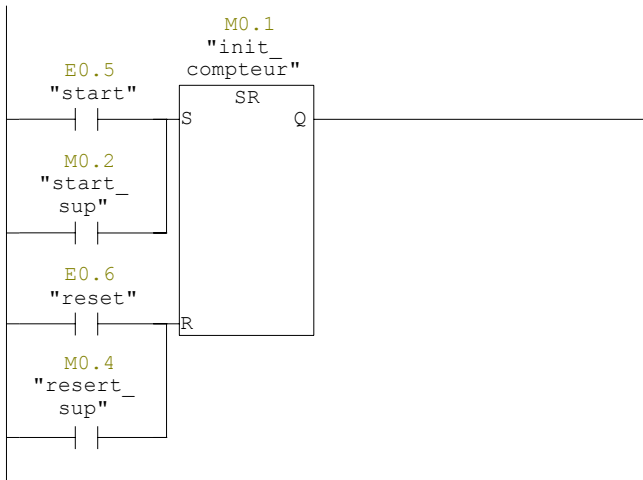 M0.1
"init_
compteur"
E0.5
"start"
SR
S Q
M0.2
"start_
sup"
E0.6
"reset"
R
M0.4
"resert_
sup"